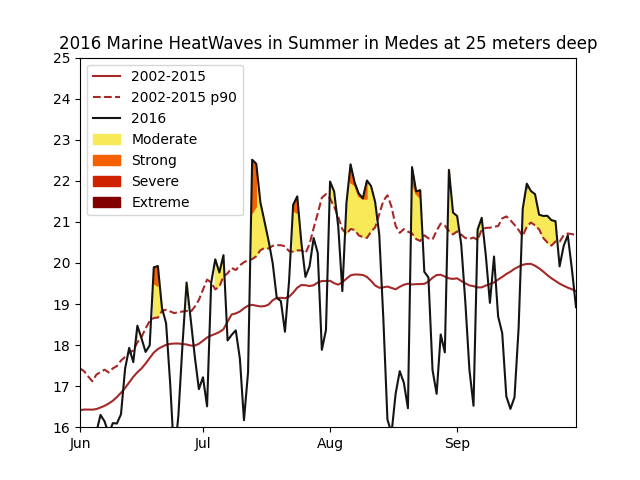 2016 Marine HeatWaves in Summer in Medes at 25 meters deep
25
24
23
22
21
20
19
18
17
16
2002-2015
2002-2015 p90
2016
Moderate
Strong
Severe
Extreme
Jun Jul Aug Sep